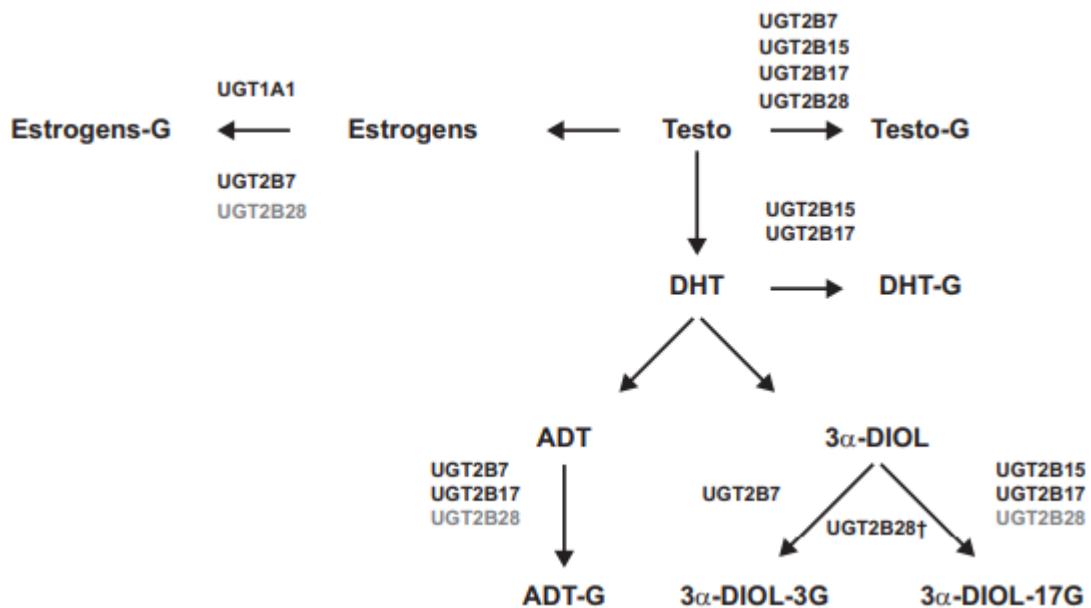 UGT2B7
UGT2B15
UGT2B17
UGT2B28
UGT1A1
Estrogens-G
Estrogens
Testo
Testo-G
UGT2B7
UGT2B28
UGT2B15
UGT2B17
DHT
DHT-G
ADT
3α-DIOL
UGT2B7
UGT2B17
UGT2B28
UGT2B7
UGT2B28†
UGT2B15
UGT2B17
UGT2B28
ADT-G
3α-DIOL-3G
3α-DIOL-17G